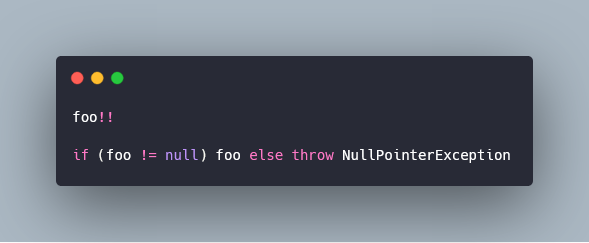 foo!!
if (foo != null) foo else throw NullPointerException